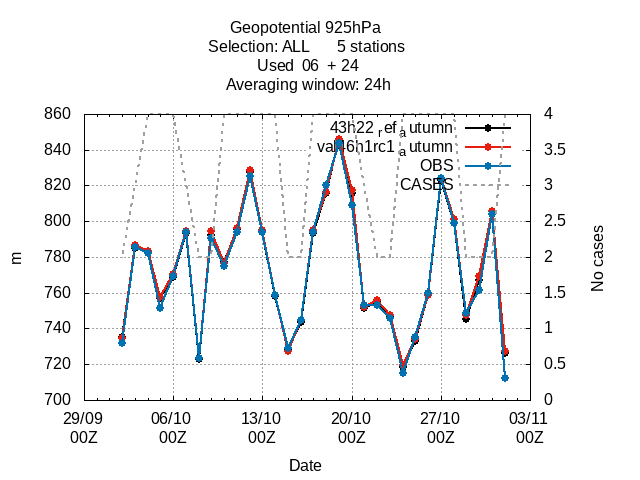 Geopotential 925hPa
Selection: ALL 5 stations
Used 06 + 24
Averaging window: 24h
860 840 820 800 780 760 740 720 700
m
4 3.5 3 2.5 2 1.5 1 0.5 0
No cases
43h22_ref_autumn
OBS
CASES
29/09 00Z 06/10 00Z 13/10 00Z 20/10 00Z 27/10 00Z 03/11 00Z
Date